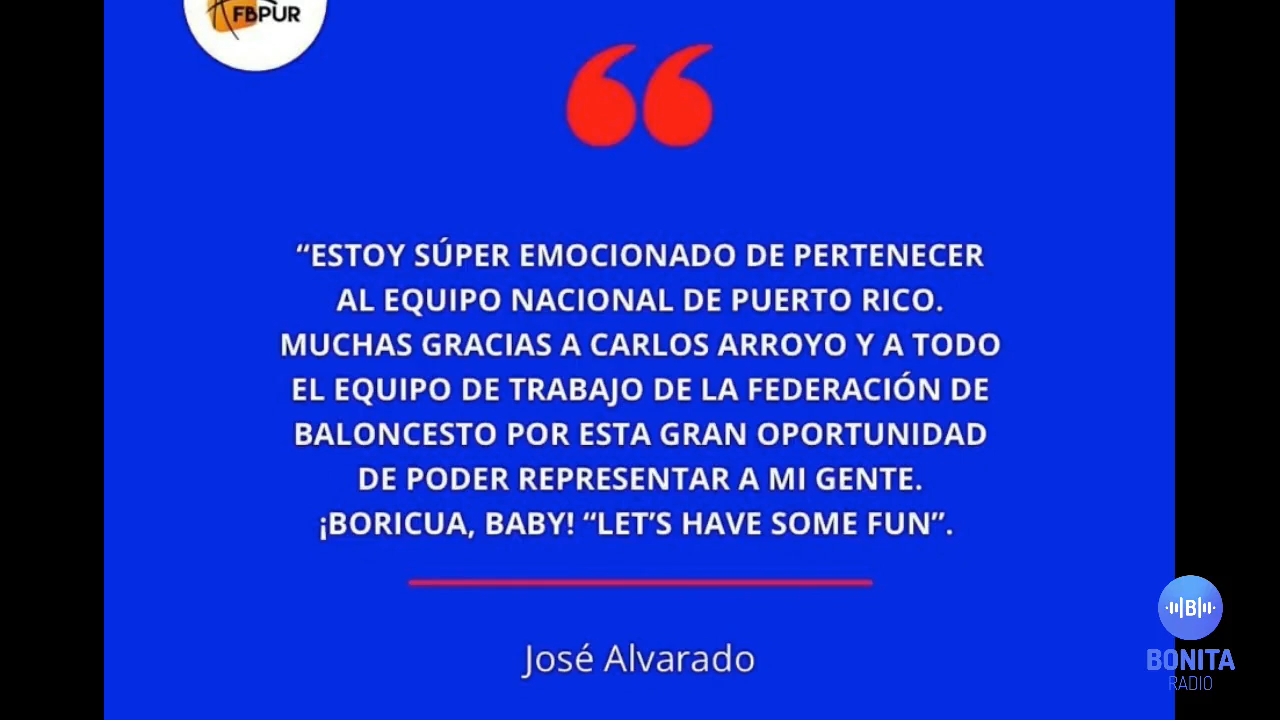 FBPUR
“ESTOY SÚPER EMOCIONADO DE PERTENECER
AL EQUIPO NACIONAL DE PUERTO RICO.
MUCHAS GRACIAS A CARLOS ARROYO Y A TODO
EL EQUIPO DE TRABAJO DE LA FEDERACIÓN DE
BALONCESTO POR ESTA GRAN OPORTUNIDAD
DE PODER REPRESENTAR A MI GENTE.
¡BORICUA, BABY! “LET’S HAVE SOME FUN”.
José Alvarado
B
BONITA
RADIO